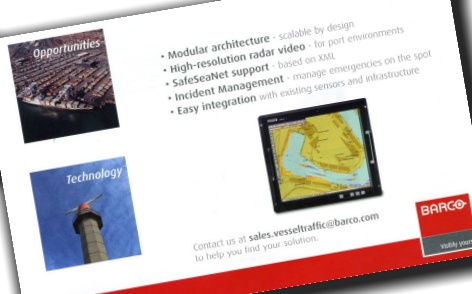 Opportunities
• Modular architecture - scalable by design
• High-resolution radar video - for port environments
• SafeSeaNet support - based on XML
• Incident Management - manage emergencies on the spot
• Easy integration with existing sensors and infrastructure
Technology
Contact us at sales.vesseltraffic@barco.com
to help you find your solution.
BARCO
Visibly yours